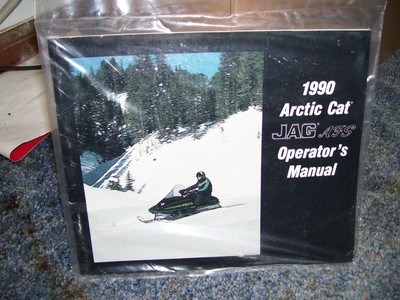 1990
Arctic Cat®
JAG AFS
Operator's
Manual